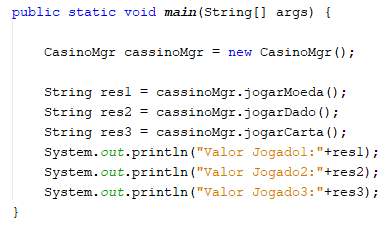 public static void main(String[] args) {
CasinoMgr cassinoMgr = new CasinoMgr();
String res1 = cassinoMgr.jogarMoeda();
String res2 = cassinoMgr.jogarDado();
String res3 = cassinoMgr.jogarCarta();
System.out.println("Valor Jogado1:"+res1);
System.out.println("Valor Jogado2:"+res2);
System.out.println("Valor Jogado3:"+res3);
}